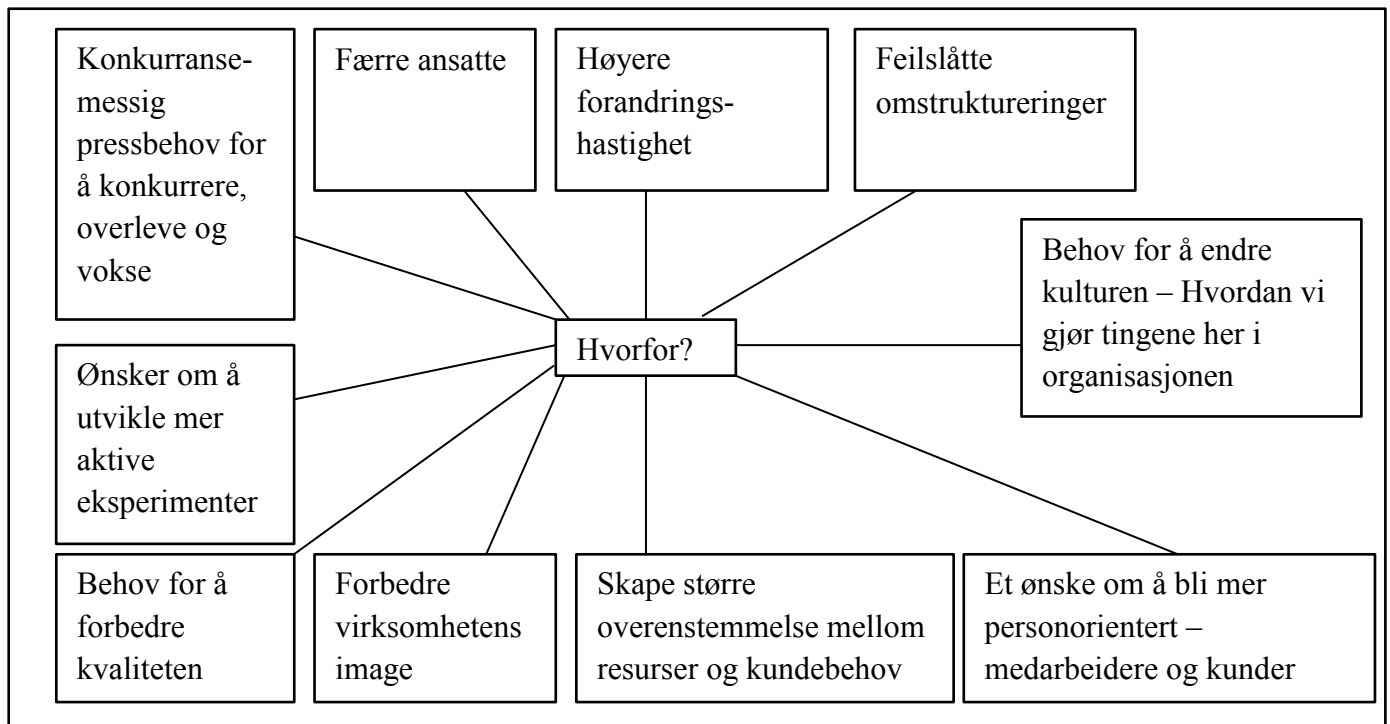 Konkurranse-
messig
pressbehov for
å konkurrere,
overleve og
vokse
Færre ansatte
Høyere
forandrings-
hastighet
Feilslåtte
omstruktureringer
Behov for å endre
kulturen – Hvordan vi
gjør tingene her i
organisasjonen
Hvorfor?
Ønsker om å
utvikle mer
aktive
eksperimenter
Behov for å
forbedre
kvaliteten
Forbedre
virksomhetens
image
Skape større
overenstemmelse mellom
resurser og kundebehov
Et ønske om å bli mer
personorientert –
medarbeidere og kunder